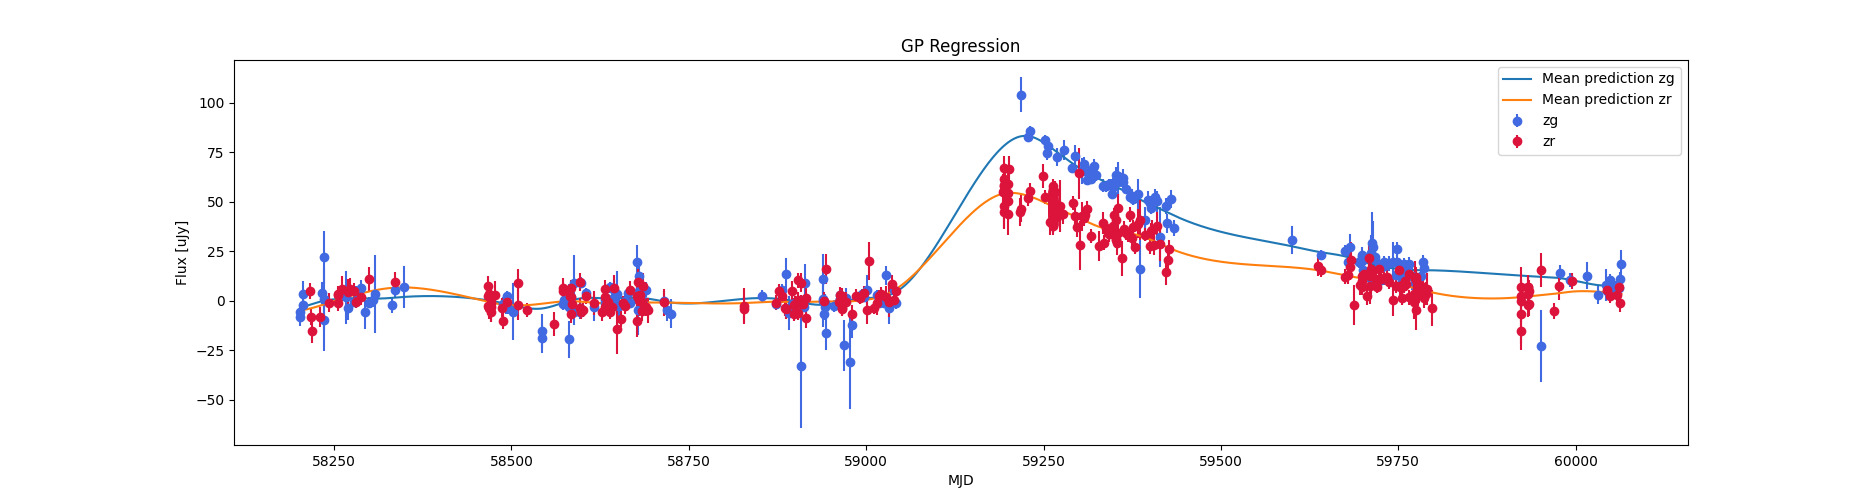 GP Regression
Flux [uJy]
100
75
50
25
0
−25
−50
Mean prediction zg
Mean prediction zr
zg
zr
58250 58500 58750 59000 59250 59500 59750 60000
MJD